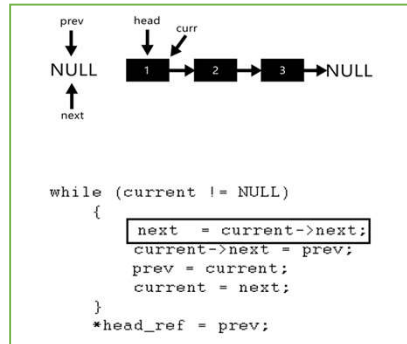 prev head
curr
NULL 1 2 3 NULL
next
while (current != NULL)
{
next = current->next;
current->next = prev;
prev = current;
current = next;
}
*head_ref = prev;